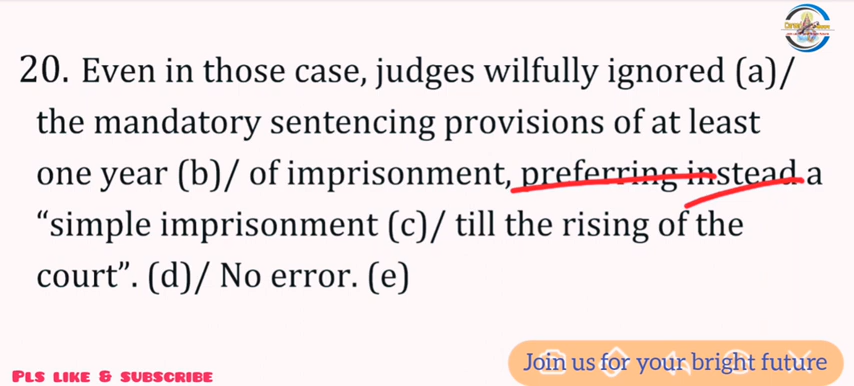 20. Even in those case, judges wilfully ignored (a)/
the mandatory sentencing provisions of at least
one year (b)/ of imprisonment, preferring instead a
“simple imprisonment (c)/ till the rising of the
court”. (d)/ No error. (e)
Join us for your bright future
PLS LIKE & SUBSCRIBE